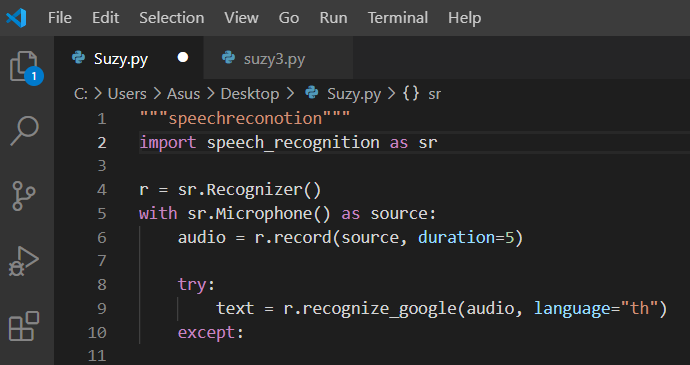 File Edit Selection View Go Run Terminal Help
Suzy.py suzy3.py
1
C: > Users > Asus > Desktop > Suzy.py > {} sr
1 """speechreconotion"""
2 import speech_recognition as sr
3
4 r = sr.Recognizer()
5 with sr.Microphone() as source:
6 audio = r.record(source, duration=5)
7
8 try:
9 text = r.recognize_google(audio, language="th")
10 except:
11